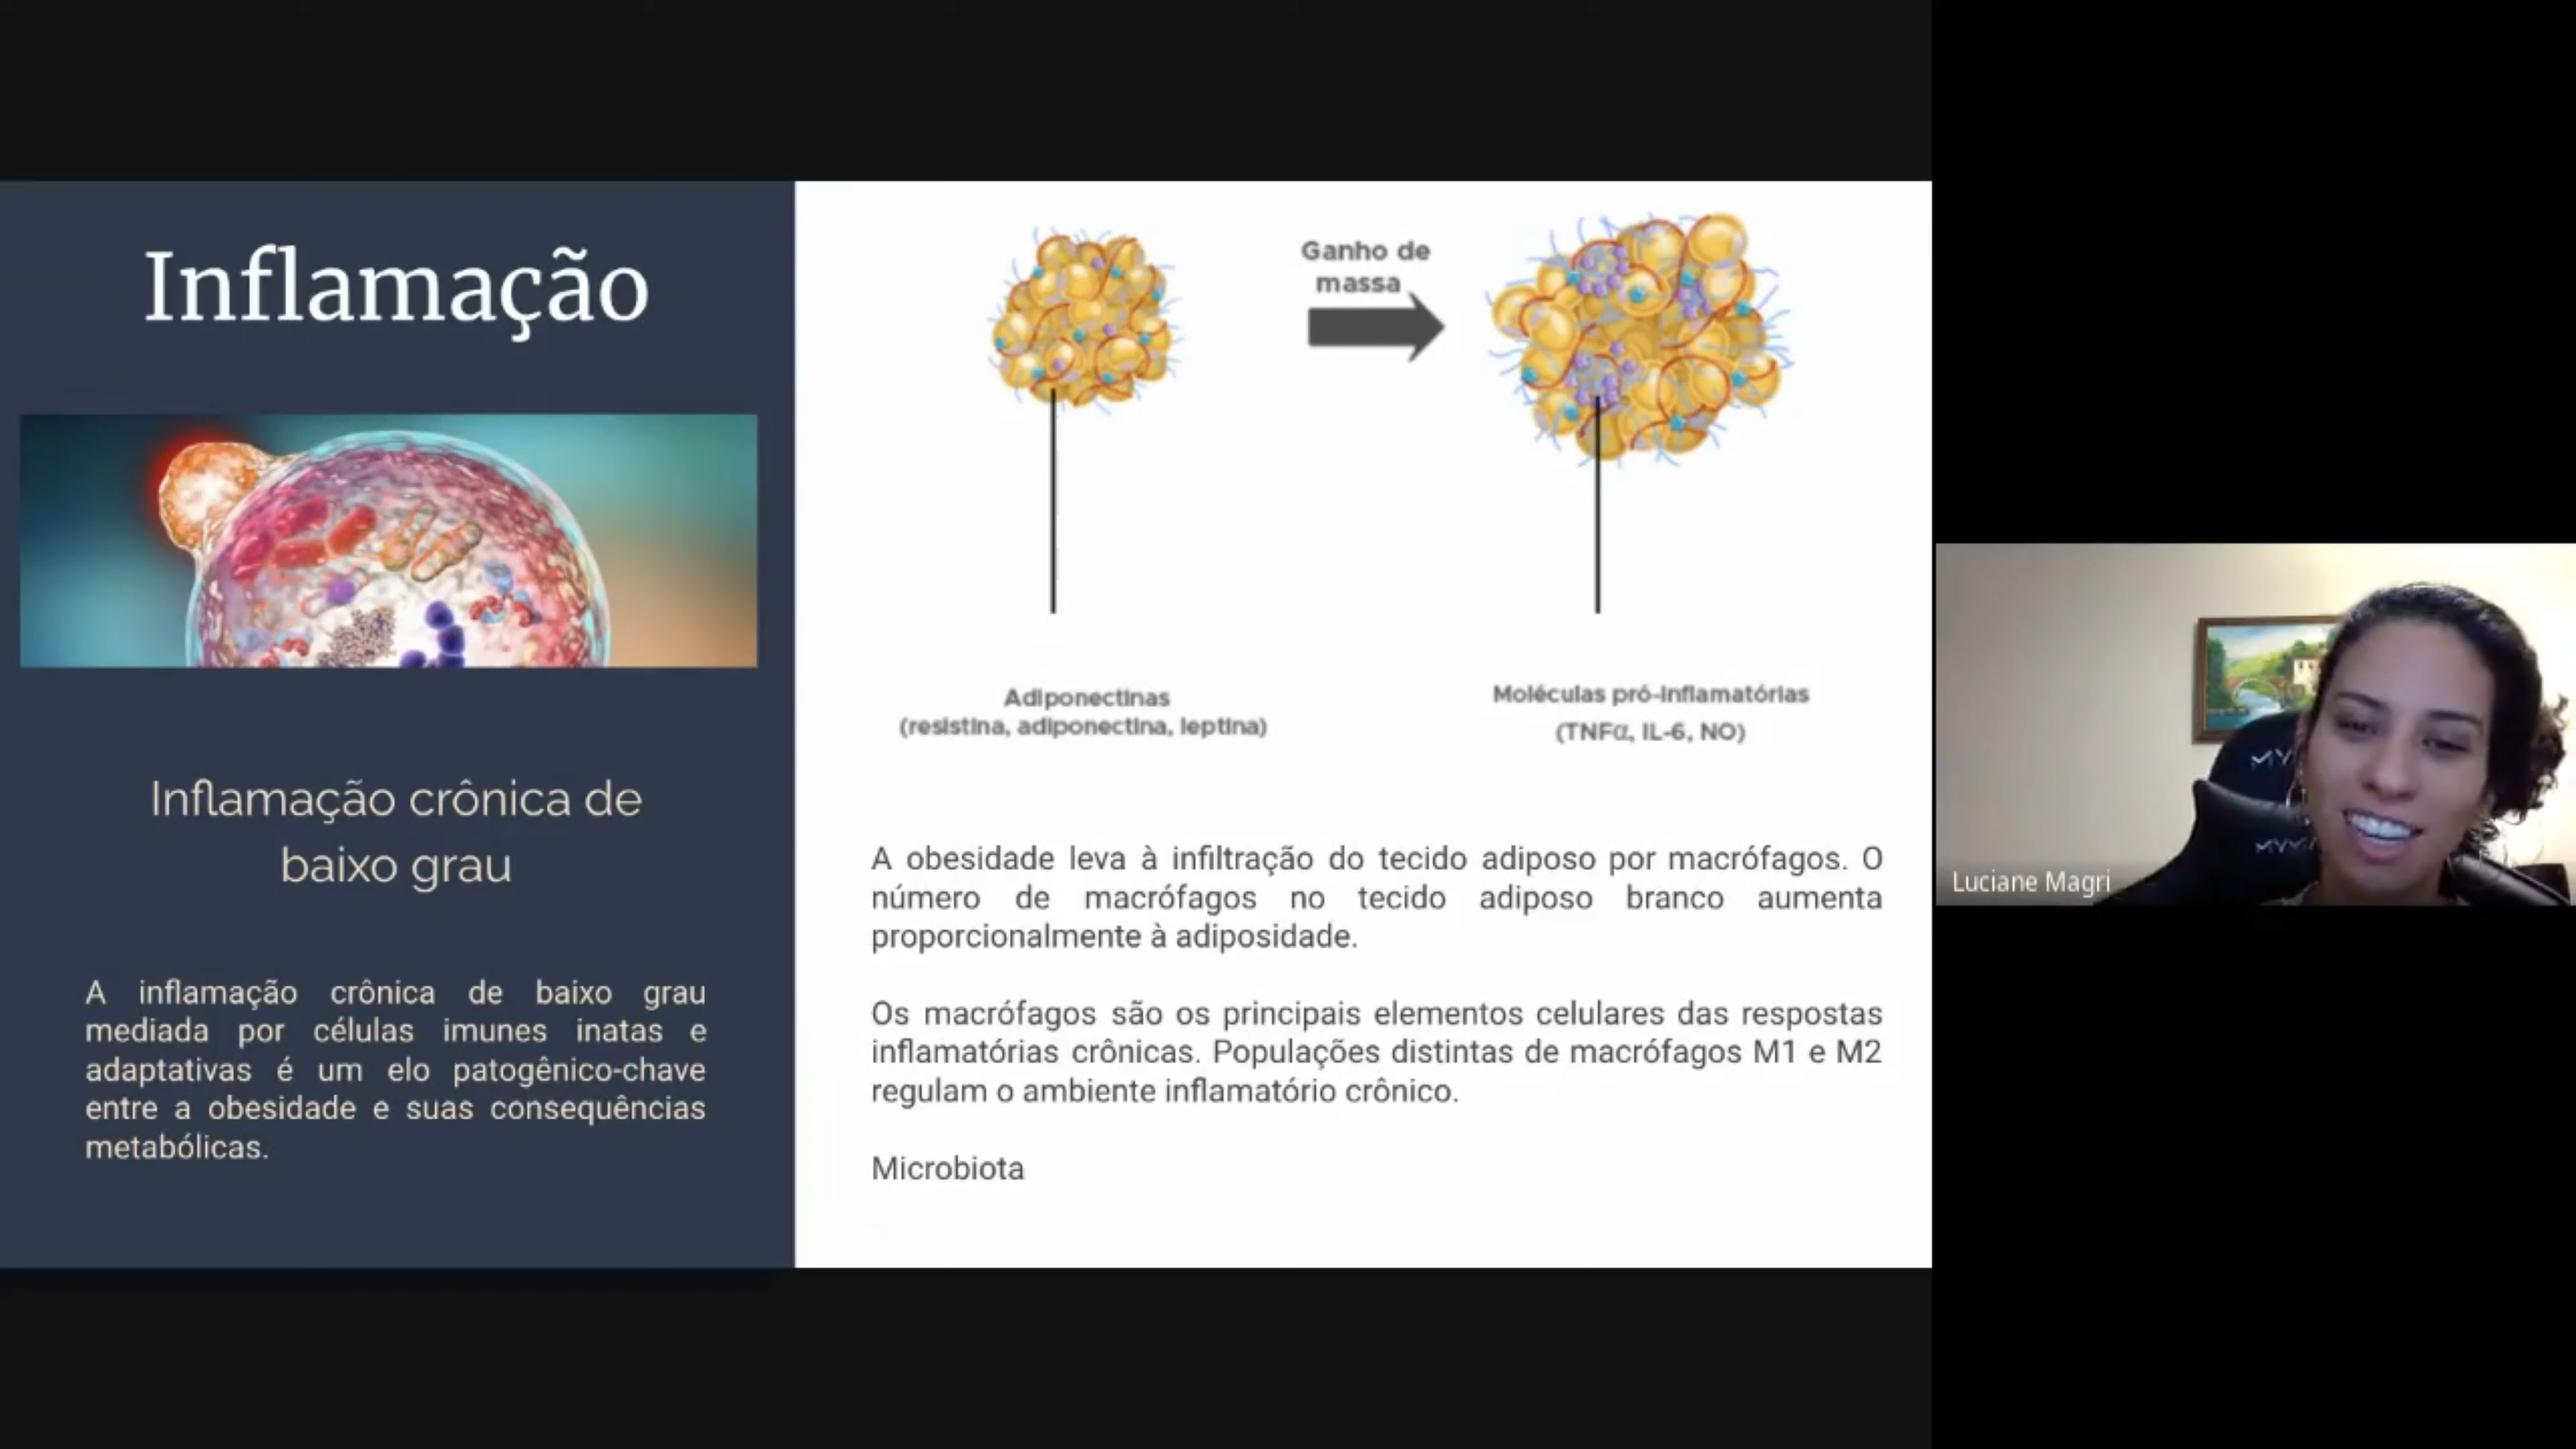 Inflamação
Inflamação crônica de
baixo grau
A inflamação crônica de baixo grau
mediada por células imunes inatas e
adaptativas é um elo patogênico-chave
entre a obesidade e suas consequências
metabólicas.
Ganho de
massa
Adiponectinas
(resistina, adiponectina, leptina)
Moléculas pró-inflamatórias
(TNFα, IL-6, NO)
A obesidade leva à infiltração do tecido adiposo por macrófagos. O
número de macrófagos no tecido adiposo branco aumenta
proporcionalmente à adiposidade.
Os macrófagos são os principais elementos celulares das respostas
inflamatórias crônicas. Populações distintas de macrófagos M1 e M2
regulam o ambiente inflamatório crônico.
Microbiota
Luciane Magri